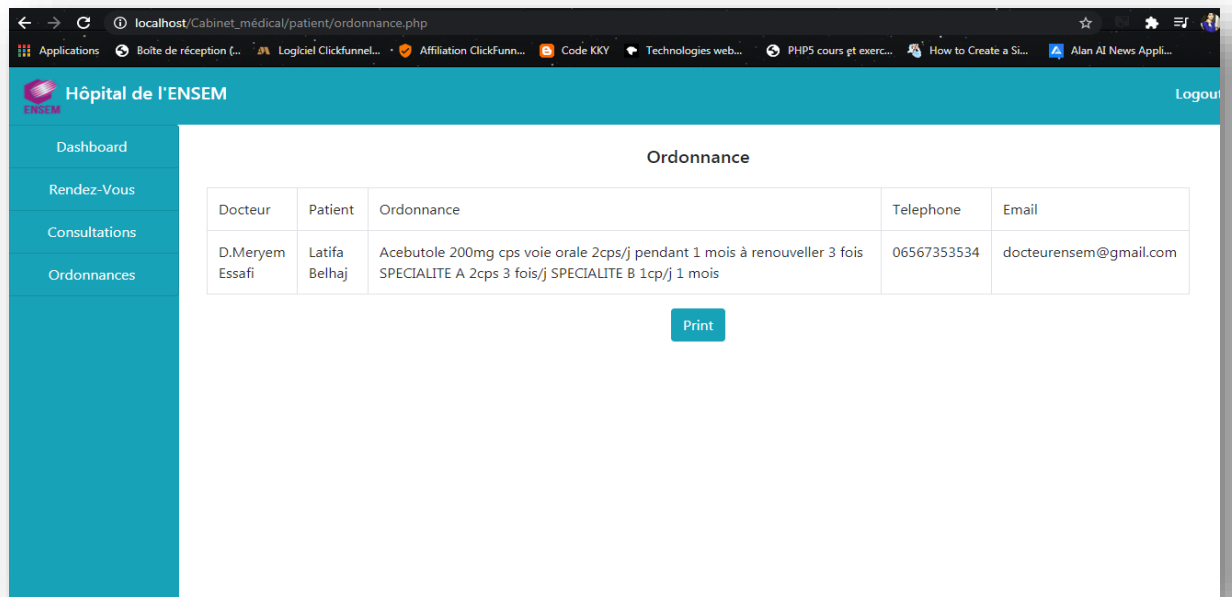 localhost/Cabinet_médical/patient/ordonnance.php
Applications Boîte de réception (... Logiciel Clickfunnel... Affiliation ClickFunn... Code KKY Technologies web... PHP5 cours et exerc... How to Create a Si... Alan AI News Appli...
ENSEM Hôpital de l'ENSEM Logout
Dashboard
Rendez-Vous
Consultations
Ordonnances
Ordonnance
Docteur Patient Ordonnance Telephone Email
D.Meryem Latifa Acebutole 200mg cps voie orale 2cps/j pendant 1 mois à renouveller 3 fois 06567353534 docteurensem@gmail.com
Essafi Belhaj SPECIALITE A 2cps 3 fois/j SPECIALITE B 1cp/j 1 mois
Print